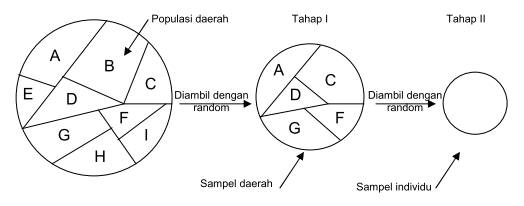 Populasi daerah
Tahap I
Tahap II
A
B
C
D
E
F
G
H
I
Diambil dengan
random
A
C
D
F
G
Diambil dengan
random
Sampel daerah
Sampel individu